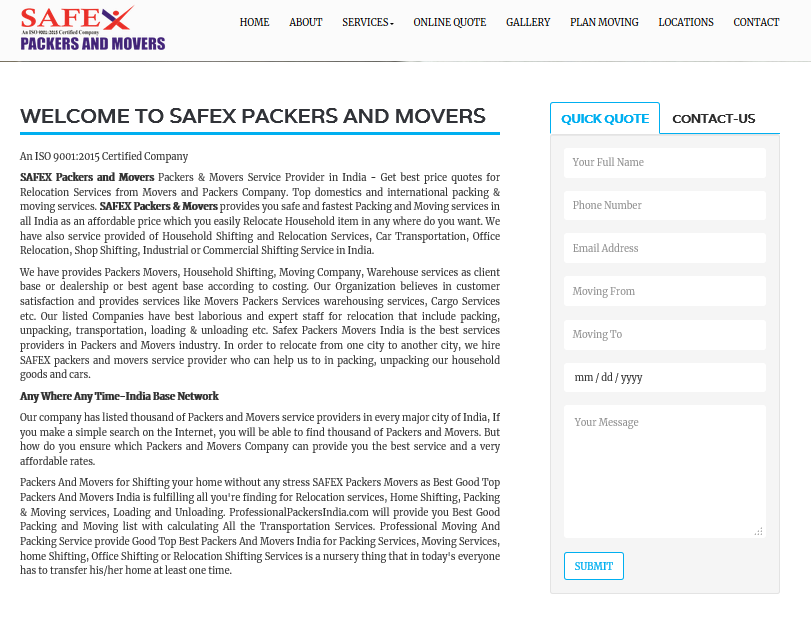 SAFEX
An ISO 9001:2015 Certified Company
PACKERS AND MOVERS
HOME ABOUT SERVICES ONLINE QUOTE GALLERY PLAN MOVING LOCATIONS CONTACT
WELCOME TO SAFEX PACKERS AND MOVERS
An ISO 9001:2015 Certified Company
SAFEX Packers and Movers Packers & Movers Service Provider in India - Get best price quotes for
Relocation Services from Movers and Packers Company. Top domestics and international packing &
moving services. SAFEX Packers & Movers provides you safe and fastest Packing and Moving services in
all India as an affordable price which you easily Relocate Household item in any where do you want. We
have also service provided of Household Shifting and Relocation Services, Car Transportation, Office
Relocation, Shop Shifting, Industrial or Commercial Shifting Service in India.
We have provides Packers Movers, Household Shifting, Moving Company, Warehouse services as client
base or dealership or best agent base according to costing. Our Organization believes in customer
satisfaction and provides services like Movers Packers Services warehousing services, Cargo Services
etc. Our listed Companies have best laborious and expert staff for relocation that include packing,
unpacking, transportation, loading & unloading etc. Safex Packers Movers India is the best services
providers in Packers and Movers industry. In order to relocate from one city to another city, we hire
SAFEX packers and movers service provider who can help us to in packing, unpacking our household
goods and cars.
Any Where Any Time-India Base Network
Our company has listed thousand of Packers and Movers service providers in every major city of India, If
you make a simple search on the Internet, you will be able to find thousand of Packers and Movers. But
how do you ensure which Packers and Movers Company can provide you the best service and a very
affordable rates.
Packers And Movers for Shifting your home without any stress SAFEX Packers Movers as Best Good Top
Packers And Movers India is fulfilling all you're finding for Relocation services, Home Shifting, Packing
& Moving services, Loading and Unloading. ProfessionalPackersIndia.com will provide you Best Good
Packing and Moving list with calculating All the Transportation Services. Professional Moving And
Packing Service provide Good Top Best Packers And Movers India for Packing Services, Moving Services,
home Shifting, Office Shifting or Relocation Shifting Services is a nursery thing that in today's everyone
has to transfer his/her home at least one time.
QUICK QUOTE CONTACT-US
Your Full Name
Phone Number
Email Address
Moving From
Moving To
mm / dd / yyyy
Your Message
SUBMIT